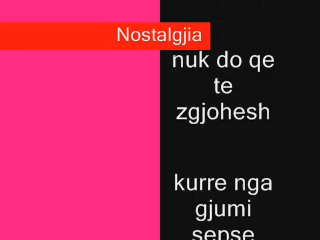 Nostalgjia
nuk do qe
te
zgjohesh
kurre nga
gjumi
sepse